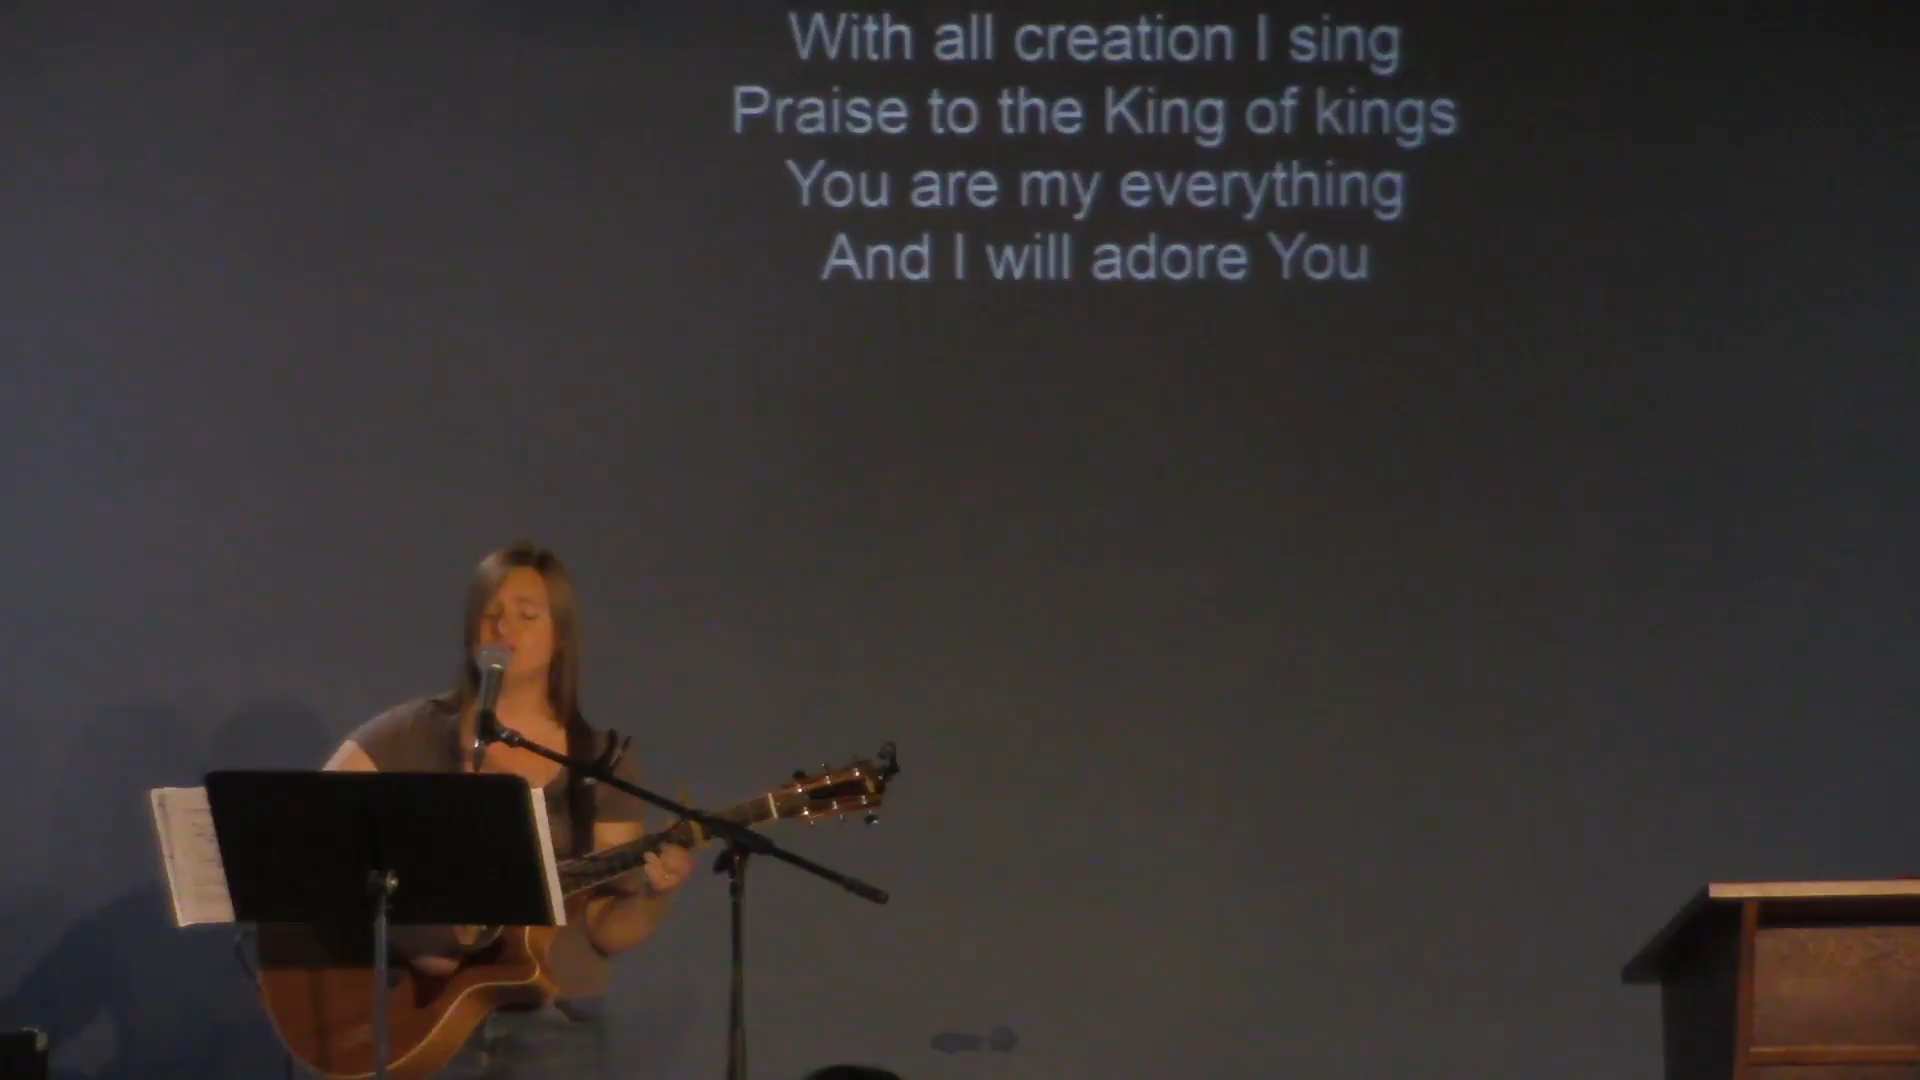 With all creation I sing
Praise to the King of kings
You are my everything
And I will adore You